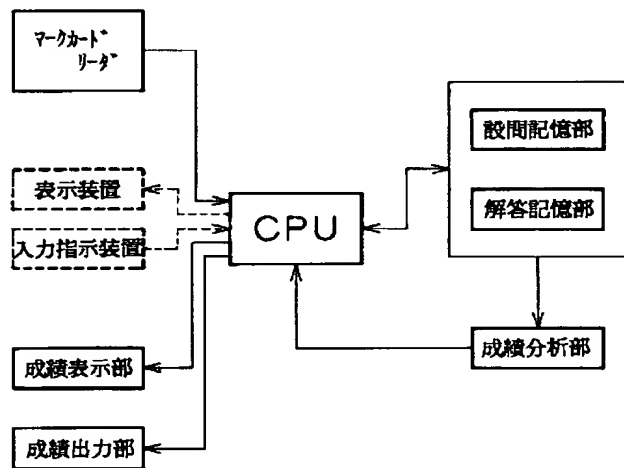 マークカード
リーダ
設問記憶部
表示装置
解答記憶部
CPU
入力指示装置
成績分析部
成績表示部
成績出力部